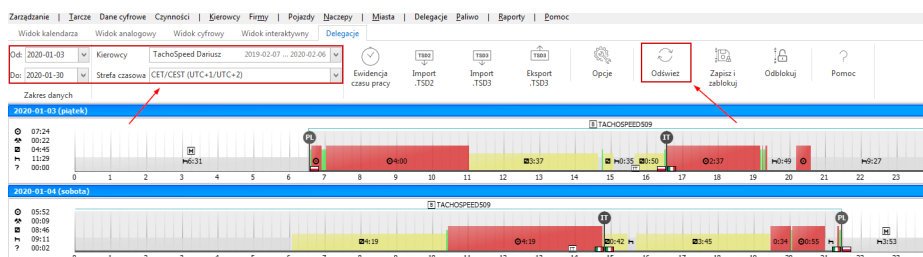 Zarządzanie | Tarcze Dane cyfrowe Czynności | Kierowcy Firmy | Pojazdy Naczepy | Miasta | Delegacje Paliwo | Raporty | Pomoc
Widok kalendarza Widok analogowy Widok cyfrowy Widok interaktywny Delegacje
Od: 2020-01-03 Kierowcy TachoSpeed Dariusz 2019-02-07 ... 2020-02-06
Do: 2020-01-30 Strefa czasowa CET/CEST (UTC+1/UTC+2)
Zakres danych
Ewidencja czasu pracy
TSD2 Import .TSD2
TSD3 Import .TSD3
TSD3 Eksport .TSD3
Opcje
Odśwież
Zapisz i zablokuj
Odblokuj
? Pomoc
2020-01-03 (piątek)
S TACHOSPEED509
07:24
00:22
04:45
11:29
? 00:00
M
6:31
PL
4:00
3:37
0:35
0:50
IT
IT
2:37
0:49
9:27
0 1 2 3 4 5 6 7 8 9 10 11 12 13 14 15 16 17 18 19 20 21 22 23
2020-01-04 (sobota)
S TACHOSPEED509
05:52
00:09
08:46
09:11
? 00:02
4:19
4:19
IT
IT
0:42
3:45
0:34
0:55
PL
M
3:53
0 1 2 3 4 5 6 7 8 9 10 11 12 13 14 15 16 17 18 19 20 21 22 23